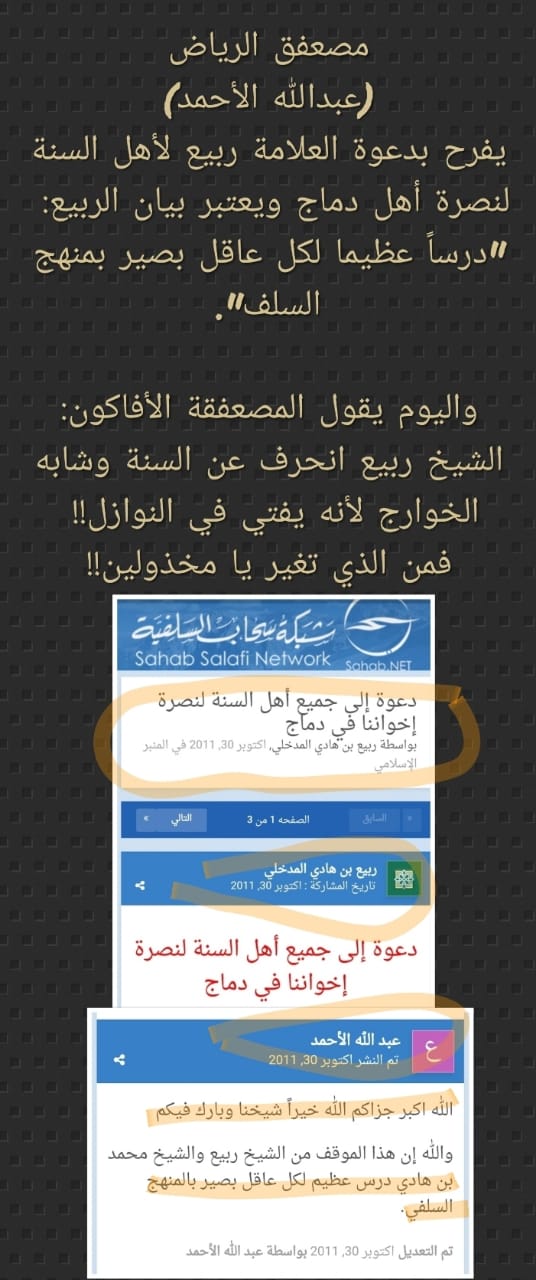 مصعفق الرياض
(عبدالله الأحمد)
يفرح بدعوة العلامة ربيع لأهل السنة
لنصرة أهل دماج ويعتبر بيان الربيع:
"درساً عظيما لكل عاقل بصير بمنهج
السلف".
واليوم يقول المصعفقة الأفاكون:
الشيخ ربيع انحرف عن السنة وشابه
الخوارج لأنه يفتي في النوازل!!
فمن الذي تغير يا مخذولين!!
شبكة سحاب السلفية
Sahab Salafi Network
Sahab.NET
دعوة إلى جميع أهل السنة لنصرة
إخواننا في دماج
بواسطة ربيع بن هادي المدخلي, اكتوبر 30, 2011 في المنبر
الإسلامي
« السابق الصفحه 1 من 3 التالي »
ربيع بن هادي المدخلي
تاريخ المشاركة : اكتوبر 30, 2011
دعوة إلى جميع أهل السنة لنصرة
إخواننا في دماج
ع
عبد الله الأحمد
تم النشر اكتوبر 30, 2011
الله اكبر جزاكم الله خيراً شيخنا وبارك فيكم
والله إن هذا الموقف من الشيخ ربيع والشيخ محمد
بن هادي درس عظيم لكل عاقل بصير بالمنهج
السلفي.
تم التعديل اكتوبر 30, 2011 بواسطة عبد الله الأحمد